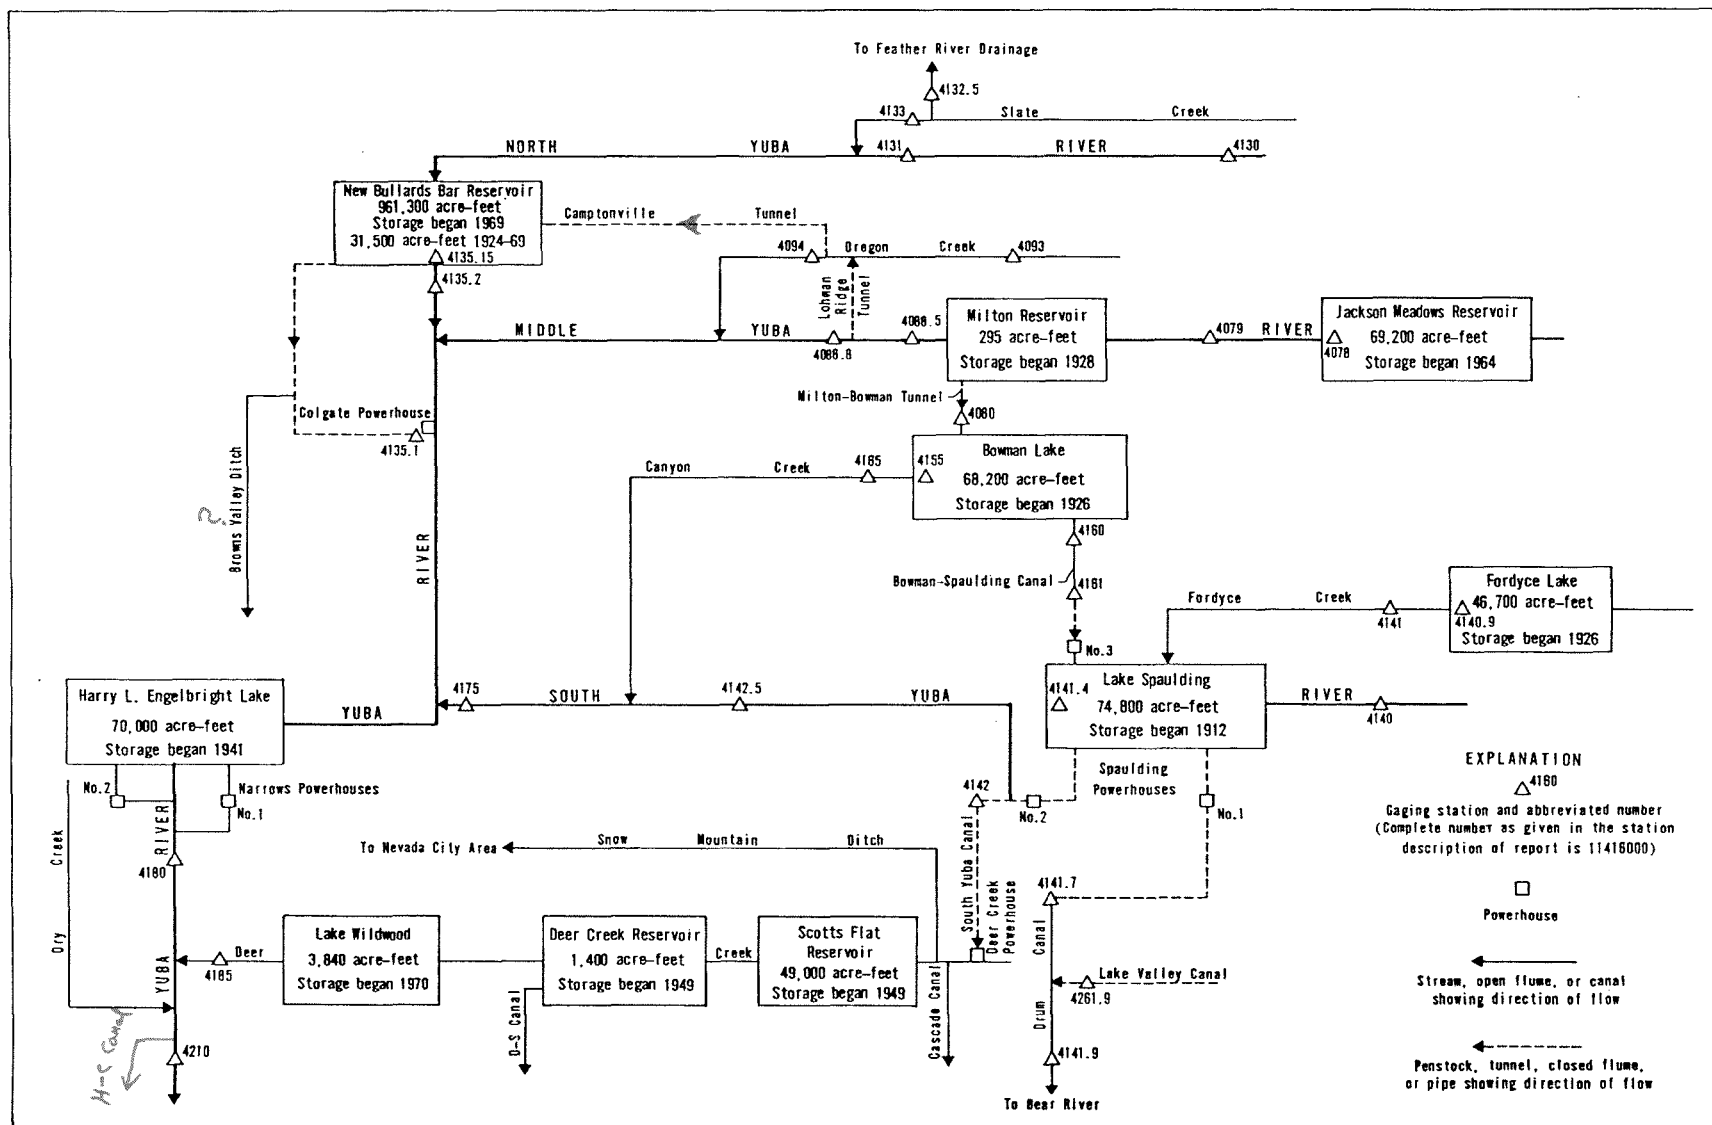 To Feather River Drainage
4132.5
4133
Slate Creek
NORTH YUBA RIVER
4131
4130
New Bullards Bar Reservoir
961,300 acre-feet
Storage began 1969
31,500 acre-feet 1924-69
4135.15
4135.2
Camptonville Tunnel
4094
Oregon Creek
4093
Lohman Ridge Tunnel
MIDDLE YUBA RIVER
4088.8
4088.5
Milton Reservoir
295 acre-feet
Storage began 1928
4079
Jackson Meadows Reservoir
69,200 acre-feet
Storage began 1964
4078
Milton-Bowman Tunnel
4080
Colgate Powerhouse
4135.1
Browns Valley Ditch
?
RIVER
Canyon Creek
4165
4155
Bowman Lake
68,200 acre-feet
Storage began 1926
4160
Bowman-Spaulding Canal
4161
No.3
Fordyce Creek
4141
Fordyce Lake
46,700 acre-feet
4140.9
Storage began 1926
Harry L. Engelbright Lake
70,000 acre-feet
Storage began 1941
YUBA
4175
SOUTH YUBA RIVER
4142.5
4141.4
Lake Spaulding
74,800 acre-feet
Storage began 1912
4140
No.2
Narrows Powerhouses
No.1
RIVER
4180
Dry Creek
4142
No.2
Spaulding
Powerhouses
No.1
To Nevada City Area
Snow Mountain Ditch
South Yuba Canal
Deer Creek
Powerhouse
4141.7
YUBA
4185
Deer Creek
Lake Wildwood
3,840 acre-feet
Storage began 1970
Deer Creek Reservoir
1,400 acre-feet
Storage began 1949
Scotts Flat
Reservoir
49,000 acre-feet
Storage began 1949
D-S Canal
Cascade Canal
Drum Canal
Lake Valley Canal
4261.9
4141.9
To Bear River
H-C Canal
4210
EXPLANATION
4160
Gaging station and abbreviated number
(Complete number as given in the station
description of report is 11416000)
Powerhouse
Stream, open flume, or canal
showing direction of flow
Penstock, tunnel, closed flume,
or pipe showing direction of flow